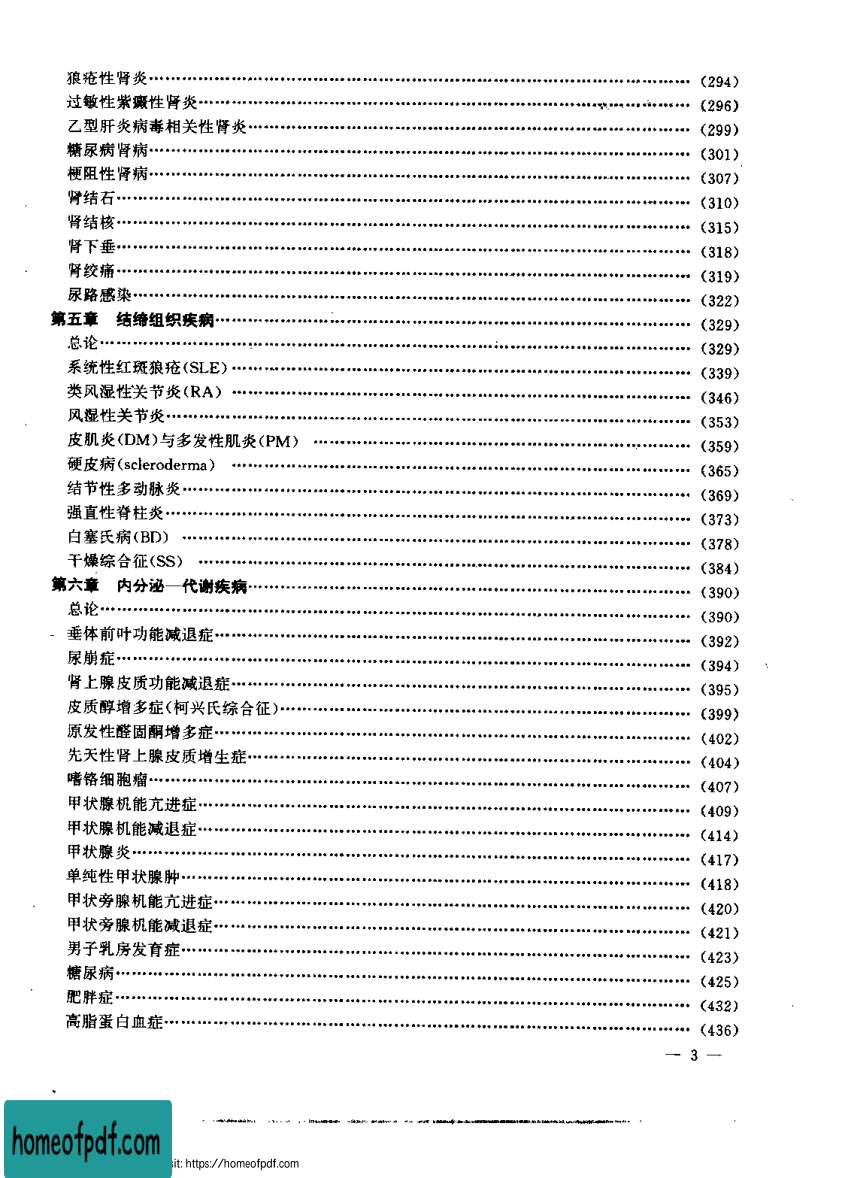 狼疮性肾炎………………………………………(294)
过敏性紫癜性肾炎………………………………………(296)
乙型肝炎病毒相关性肾炎………………………………………(299)
糖尿病肾病………………………………………(301)
梗阻性肾病………………………………………(307)
肾结石………………………………………(310)
肾结核………………………………………(315)
肾下垂………………………………………(318)
肾绞痛………………………………………(319)
尿路感染………………………………………(322)
第五章 结缔组织疾病………………………………………(329)
总论………………………………………(329)
系统性红斑狼疮(SLE)………………………………………(339)
类风湿性关节炎(RA)………………………………………(346)
风湿性关节炎………………………………………(353)
皮肌炎(DM)与多发性肌炎(PM)………………………………………(359)
硬皮病(scleroderma)………………………………………(365)
结节性多动脉炎………………………………………(369)
强直性脊柱炎………………………………………(373)
白塞氏病(BD)………………………………………(378)
干燥综合征(SS)………………………………………(384)
第六章 内分泌—代谢疾病………………………………………(390)
总论………………………………………(390)
垂体前叶功能减退症………………………………………(392)
尿崩症………………………………………(394)
肾上腺皮质功能减退症………………………………………(395)
皮质醇增多症(柯兴氏综合征)………………………………………(399)
原发性醛固酮增多症………………………………………(402)
先天性肾上腺皮质增生症………………………………………(404)
嗜铬细胞瘤………………………………………(407)
甲状腺机能亢进症………………………………………(409)
甲状腺机能减退症………………………………………(414)
甲状腺炎………………………………………(417)
单纯性甲状腺肿………………………………………(418)
甲状旁腺机能亢进症………………………………………(420)
甲状旁腺机能减退症………………………………………(421)
男子乳房发育症………………………………………(423)
糖尿病………………………………………(425)
肥胖症………………………………………(432)
高脂蛋白血症………………………………………(436)
— 3 —
homeofpdf.com
sit: https://homeofpdf.com